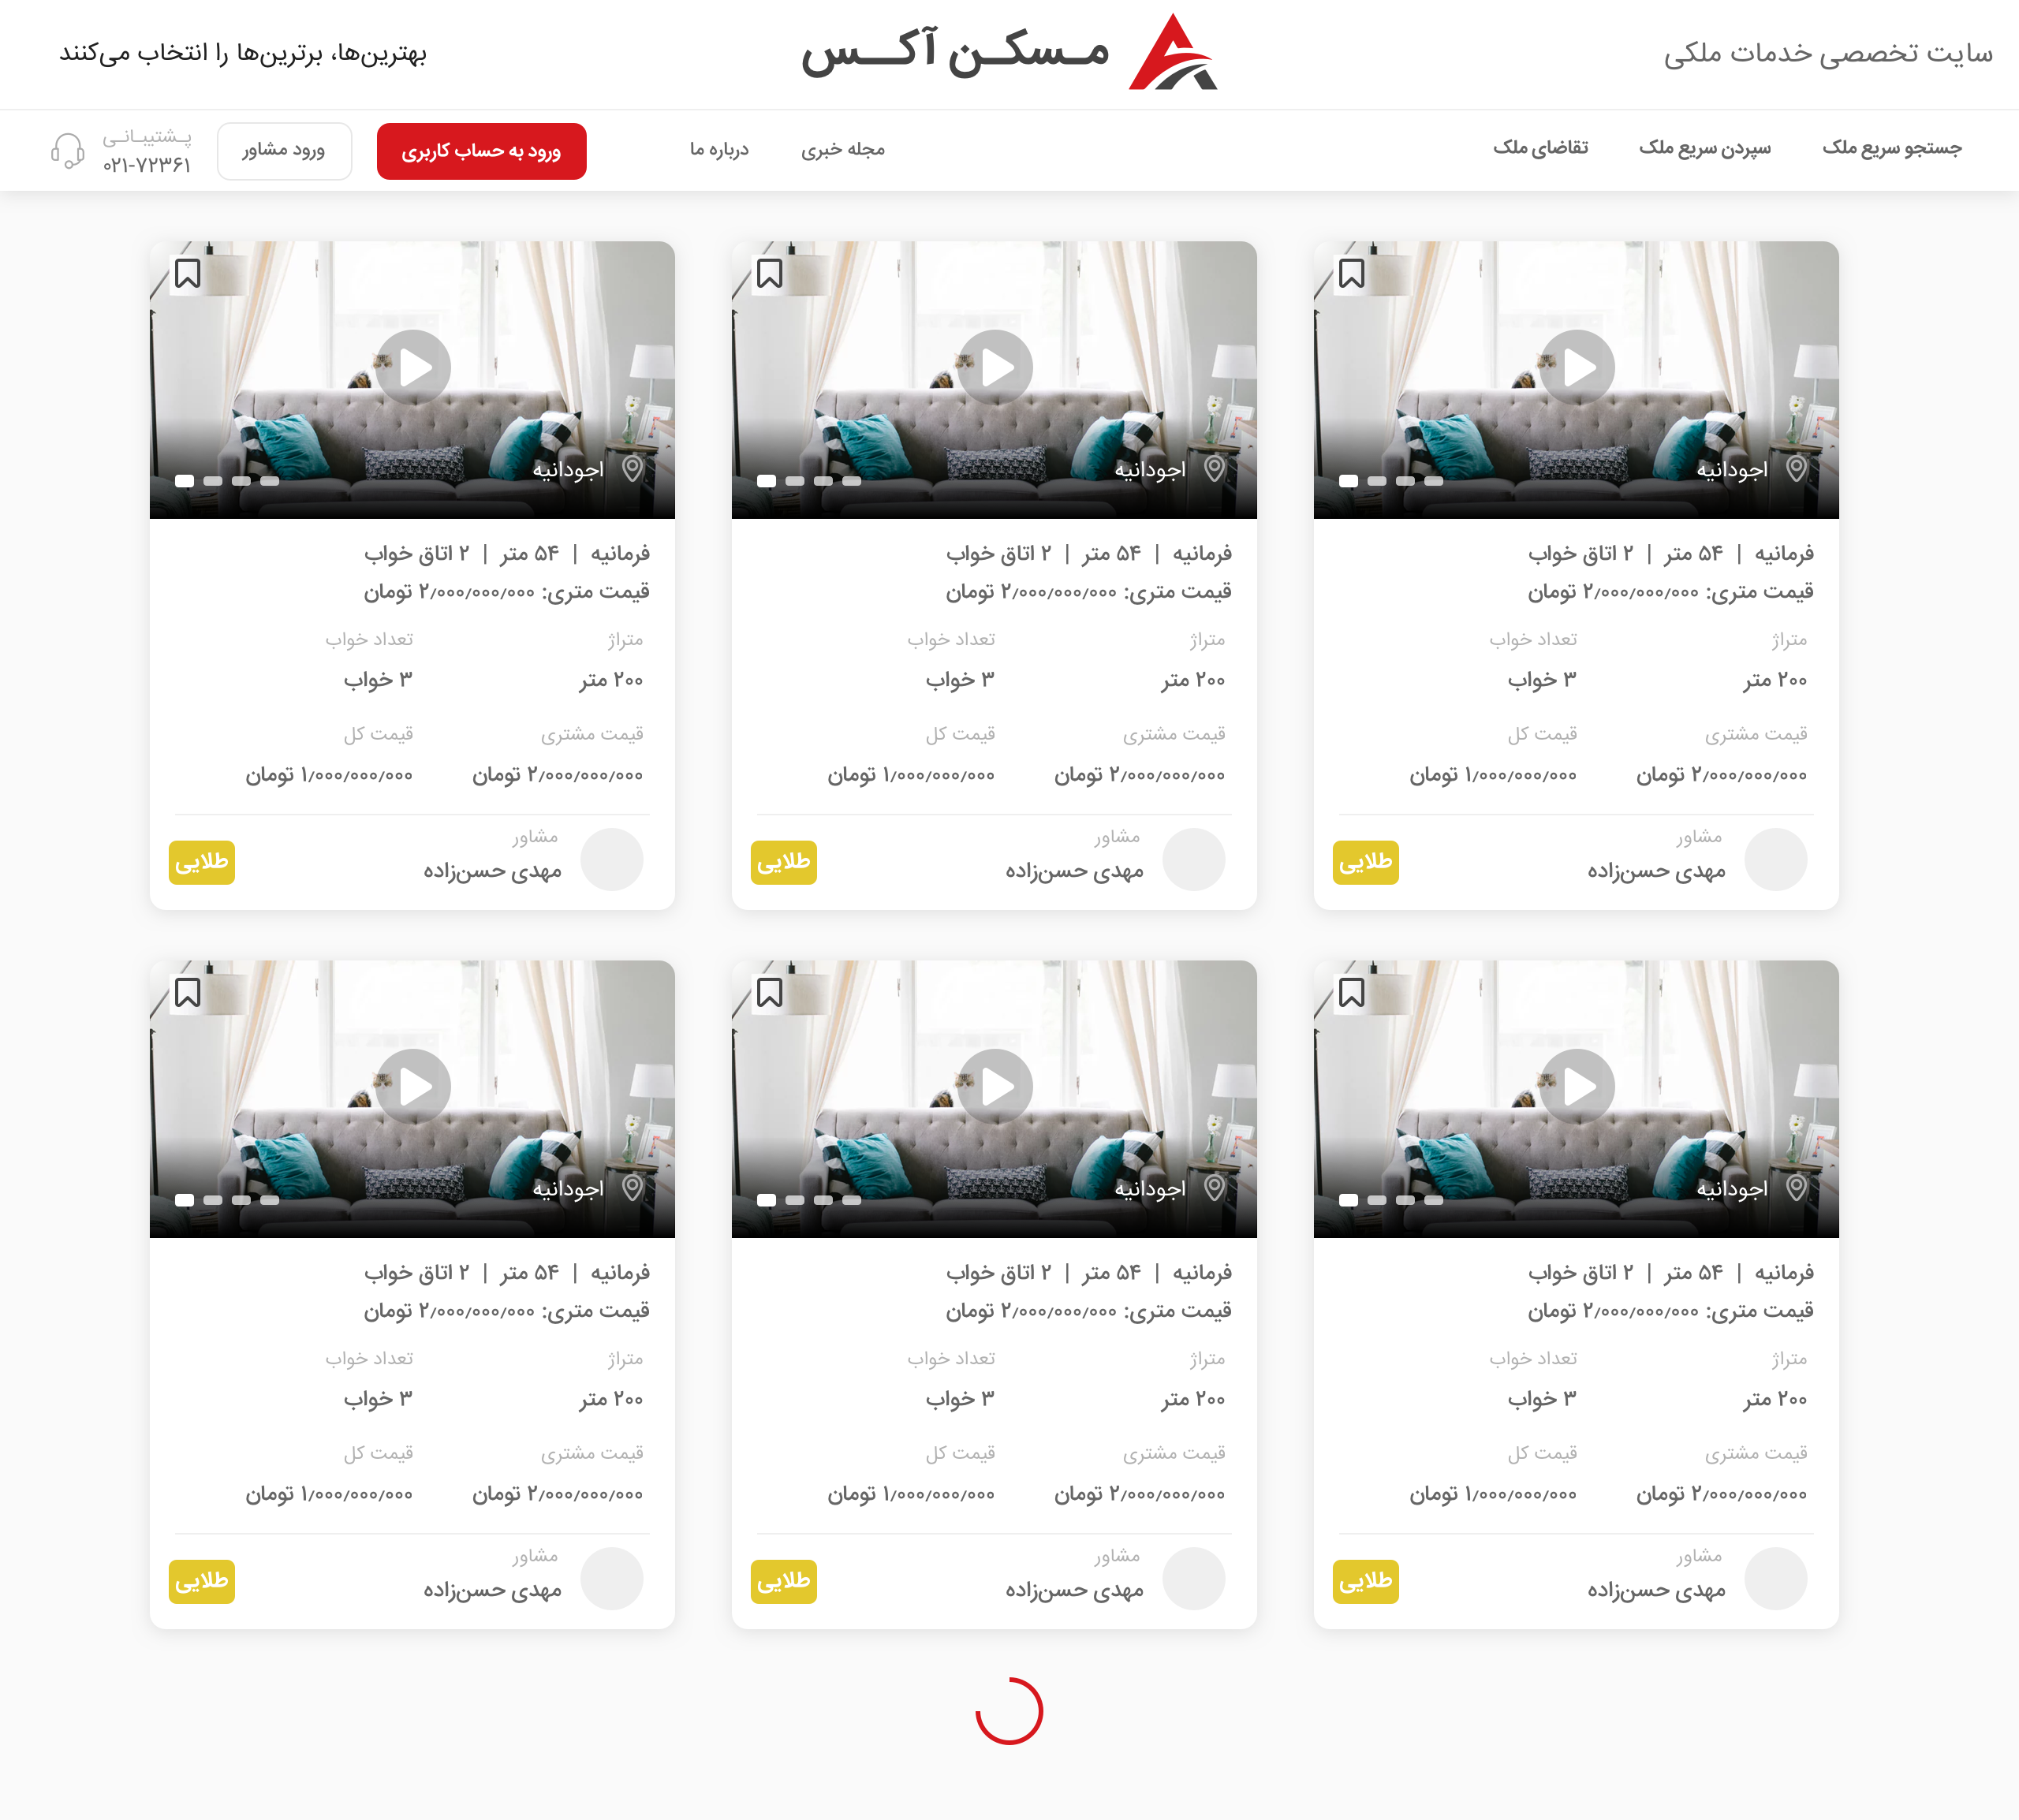 سایت تخصصی خدمات ملکی
مـسکـن آکــس
بهترین‌ها، برترین‌ها را انتخاب می‌کنند
جستجو سریع ملک
سپردن سریع ملک
تقاضای ملک
مجله خبری
درباره ما
ورود به حساب کاربری
ورود مشاور
پـشتیبـانـی
۰۲۱-۷۲۳۶۱
اجودانیه
فرمانیه | ۵۴ متر | ۲ اتاق خواب
قیمت متری: ۲/۰۰۰/۰۰۰/۰۰۰ تومان
متراژ تعداد خواب
۲۰۰ متر ۳ خواب
قیمت مشتری قیمت کل
۲/۰۰۰/۰۰۰/۰۰۰ تومان ۱/۰۰۰/۰۰۰/۰۰۰ تومان
مشاور
مهدی حسن‌زاده
طلایی
اجودانیه
فرمانیه | ۵۴ متر | ۲ اتاق خواب
قیمت متری: ۲/۰۰۰/۰۰۰/۰۰۰ تومان
متراژ تعداد خواب
۲۰۰ متر ۳ خواب
قیمت مشتری قیمت کل
۲/۰۰۰/۰۰۰/۰۰۰ تومان ۱/۰۰۰/۰۰۰/۰۰۰ تومان
مشاور
مهدی حسن‌زاده
طلایی
اجودانیه
فرمانیه | ۵۴ متر | ۲ اتاق خواب
قیمت متری: ۲/۰۰۰/۰۰۰/۰۰۰ تومان
متراژ تعداد خواب
۲۰۰ متر ۳ خواب
قیمت مشتری قیمت کل
۲/۰۰۰/۰۰۰/۰۰۰ تومان ۱/۰۰۰/۰۰۰/۰۰۰ تومان
مشاور
مهدی حسن‌زاده
طلایی
اجودانیه
فرمانیه | ۵۴ متر | ۲ اتاق خواب
قیمت متری: ۲/۰۰۰/۰۰۰/۰۰۰ تومان
متراژ تعداد خواب
۲۰۰ متر ۳ خواب
قیمت مشتری قیمت کل
۲/۰۰۰/۰۰۰/۰۰۰ تومان ۱/۰۰۰/۰۰۰/۰۰۰ تومان
مشاور
مهدی حسن‌زاده
طلایی
اجودانیه
فرمانیه | ۵۴ متر | ۲ اتاق خواب
قیمت متری: ۲/۰۰۰/۰۰۰/۰۰۰ تومان
متراژ تعداد خواب
۲۰۰ متر ۳ خواب
قیمت مشتری قیمت کل
۲/۰۰۰/۰۰۰/۰۰۰ تومان ۱/۰۰۰/۰۰۰/۰۰۰ تومان
مشاور
مهدی حسن‌زاده
طلایی
اجودانیه
فرمانیه | ۵۴ متر | ۲ اتاق خواب
قیمت متری: ۲/۰۰۰/۰۰۰/۰۰۰ تومان
متراژ تعداد خواب
۲۰۰ متر ۳ خواب
قیمت مشتری قیمت کل
۲/۰۰۰/۰۰۰/۰۰۰ تومان ۱/۰۰۰/۰۰۰/۰۰۰ تومان
مشاور
مهدی حسن‌زاده
طلایی